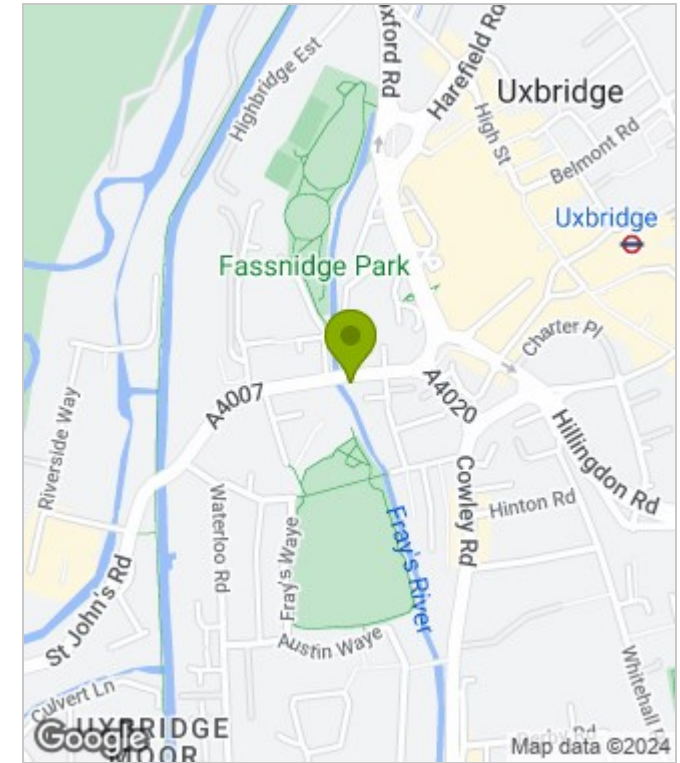 Oxford Rd
Harefield Rd
Highbridge Est
Uxbridge
High St
Belmont Rd
Uxbridge
Fassnidge Park
Charter Pl
A4007
A4020
Hillingdon Rd
Riverside Way
Cowley Rd
Hinton Rd
Waterloo Rd
Fray's Waye
Fray's River
St John's Rd
Austin Waye
Whitehall
Culvert Ln
UXBRIDGE
MOOR
Google
Map data ©2024